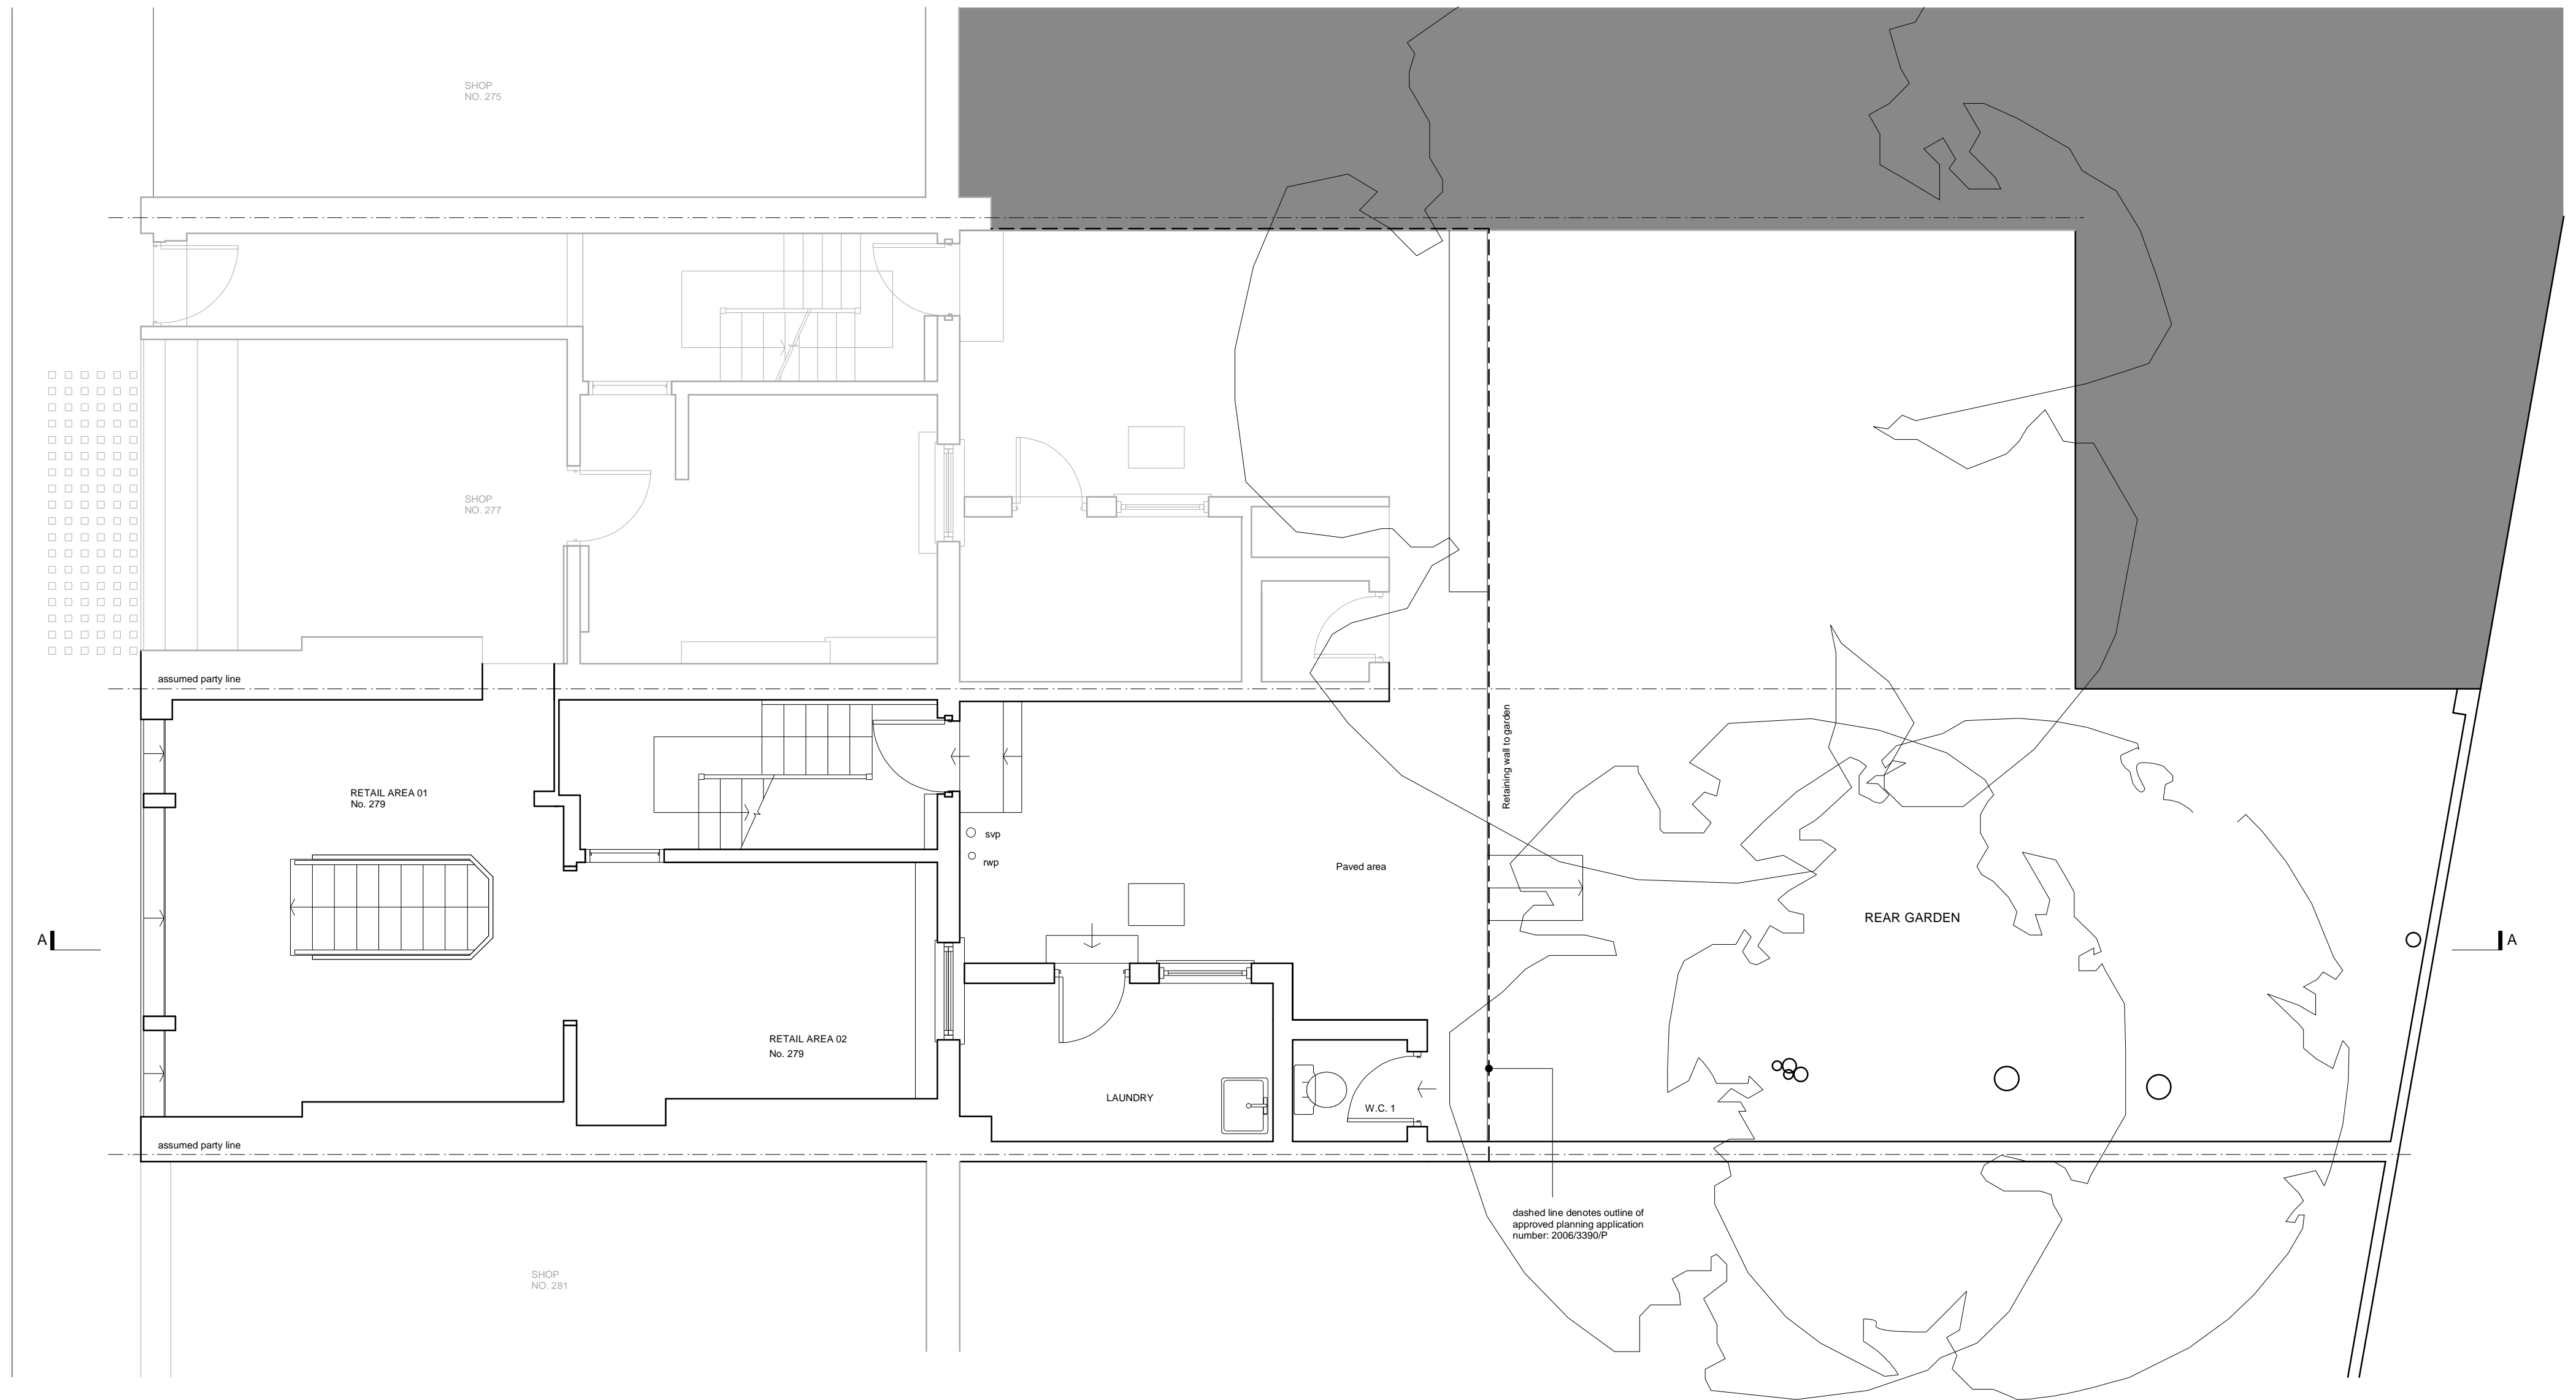 SHOP
NO. 275
SHOP
NO. 277
assumed party line
Retaining wall to garden
RETAIL AREA 01
No. 279
svp
rwp
Paved area
REAR GARDEN
A
A
RETAIL AREA 02
No. 279
LAUNDRY
W.C. 1
assumed party line
dashed line denotes outline of
approved planning application
number: 2006/3390/P
SHOP
NO. 281